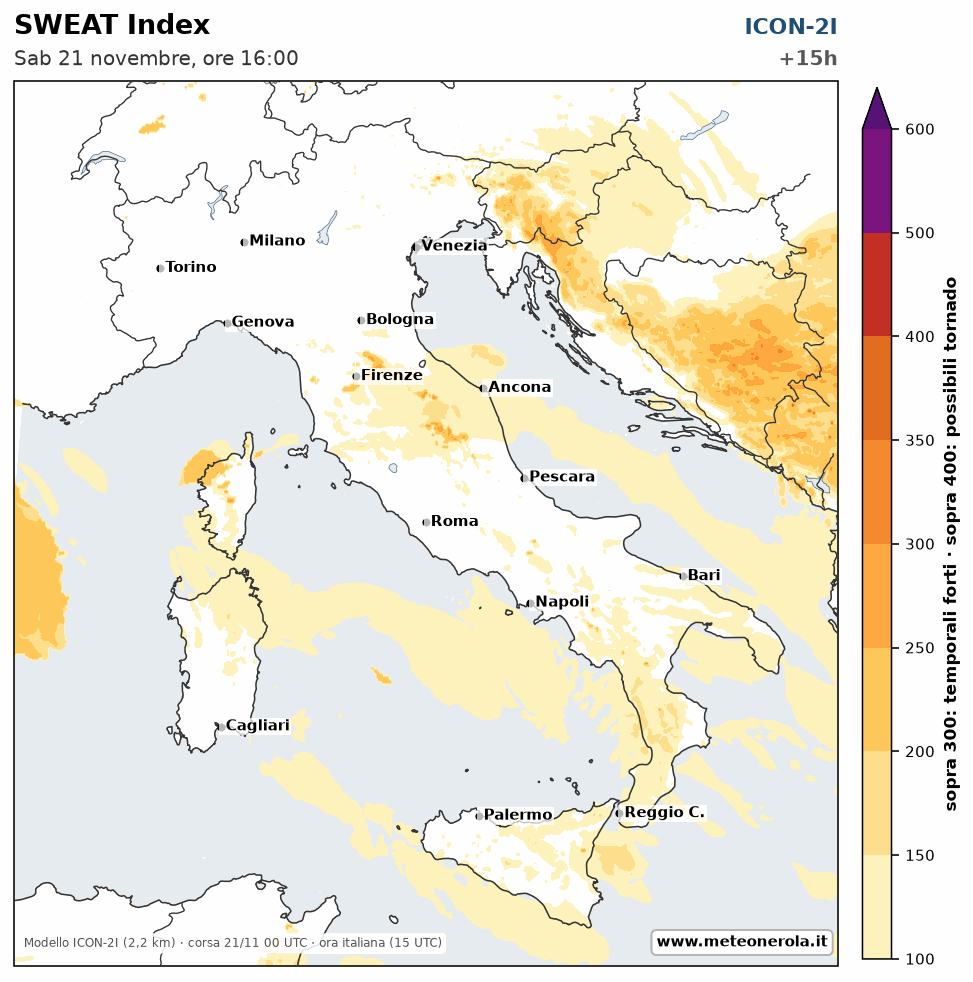 SWEAT Index
ICON-2I
Sab 21 novembre, ore 16:00
+15h
Milano
Venezia
Torino
Genova
Bologna
Firenze
Ancona
Pescara
Roma
Bari
Napoli
Cagliari
Palermo
Reggio C.
600
500
400
350
300
250
200
150
100
sopra 300: temporali forti · sopra 400: possibili tornado
Modello ICON-2I (2,2 km) · corsa 21/11 00 UTC · ora italiana (15 UTC)
www.meteonerola.it